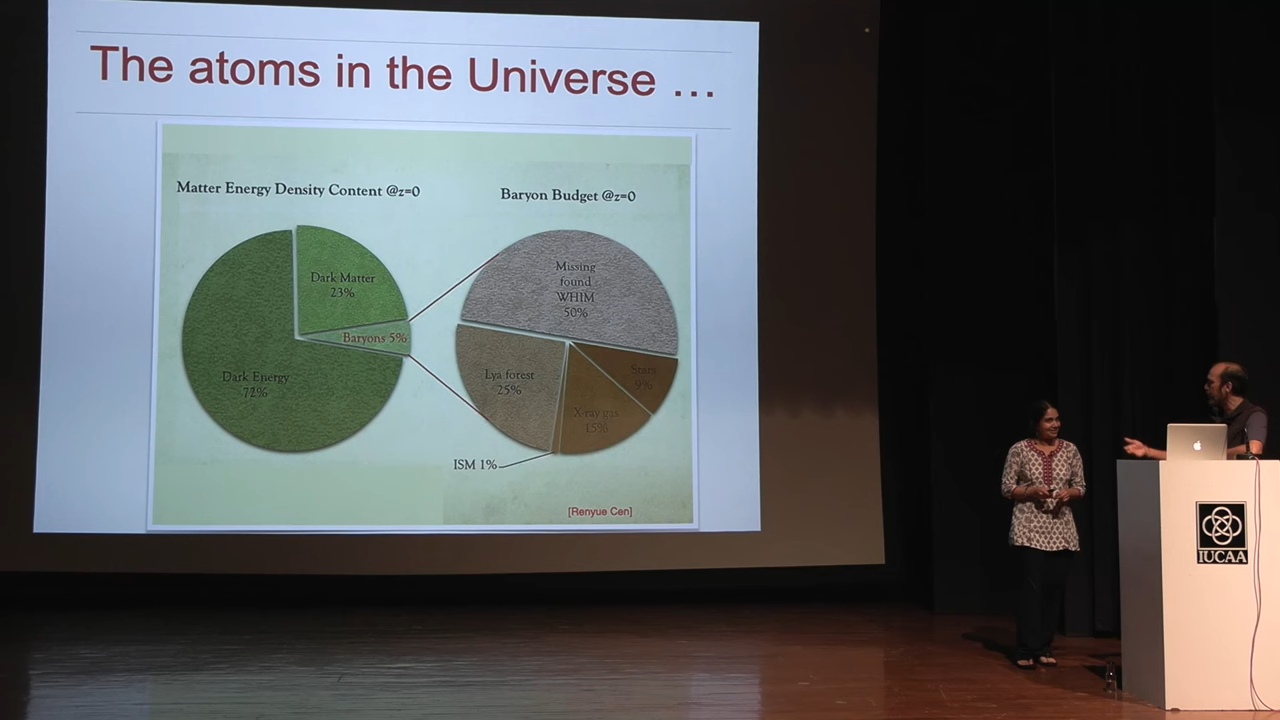 The atoms in the Universe ...
Matter Energy Density Content @z=0
Baryon Budget @z=0
Dark Matter
23%
Baryons 5%
Dark Energy
72%
Missing
found
WHIM
50%
Lya forest
25%
Stars
9%
X-ray gas
15%
ISM 1%
[Renyue Cen]
IUCAA